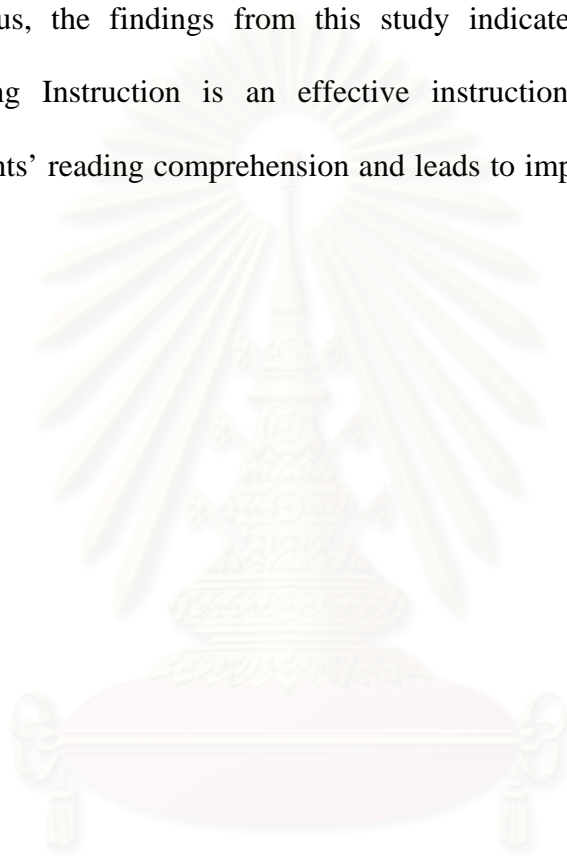 us, the findings from this study indicate
ng Instruction is an effective instruction
nts’ reading comprehension and leads to imp